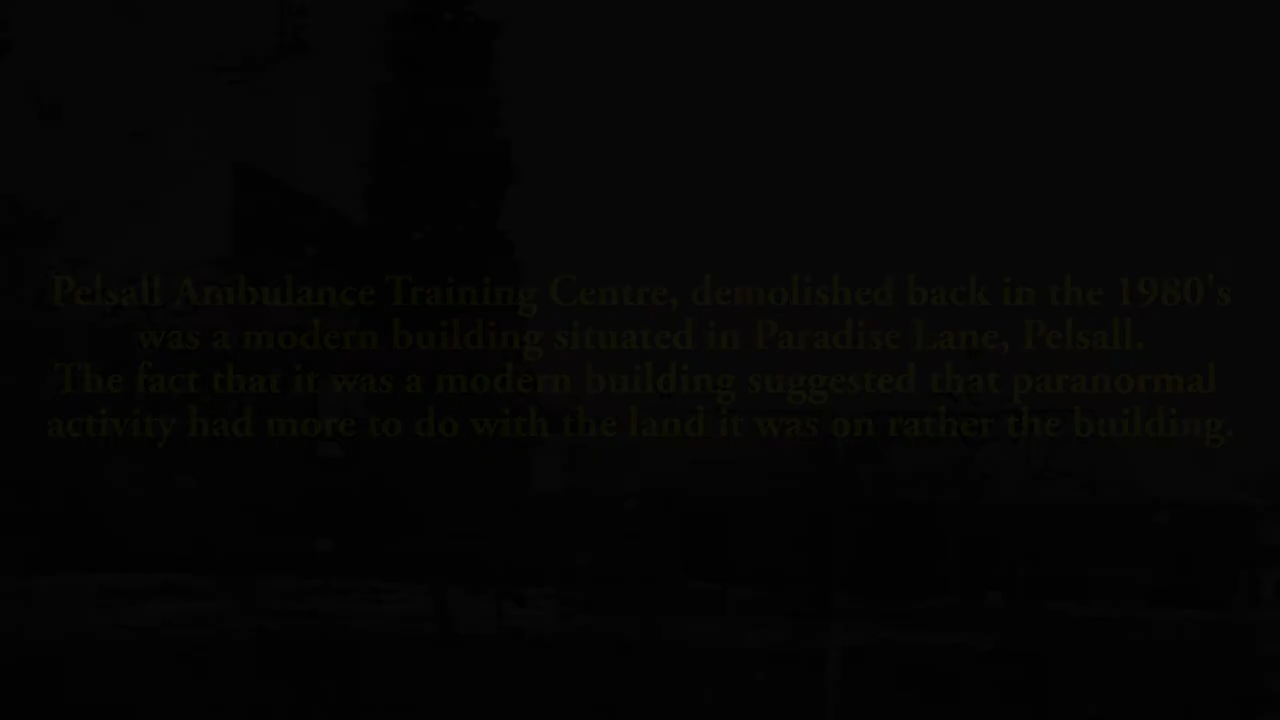 Pelsall Ambulance Training Centre, demolished back in the 1980's
was a modern building situated in Paradise Lane, Pelsall.
The fact that it was a modern building suggested that paranormal
activity had more to do with the land it was on rather the building.